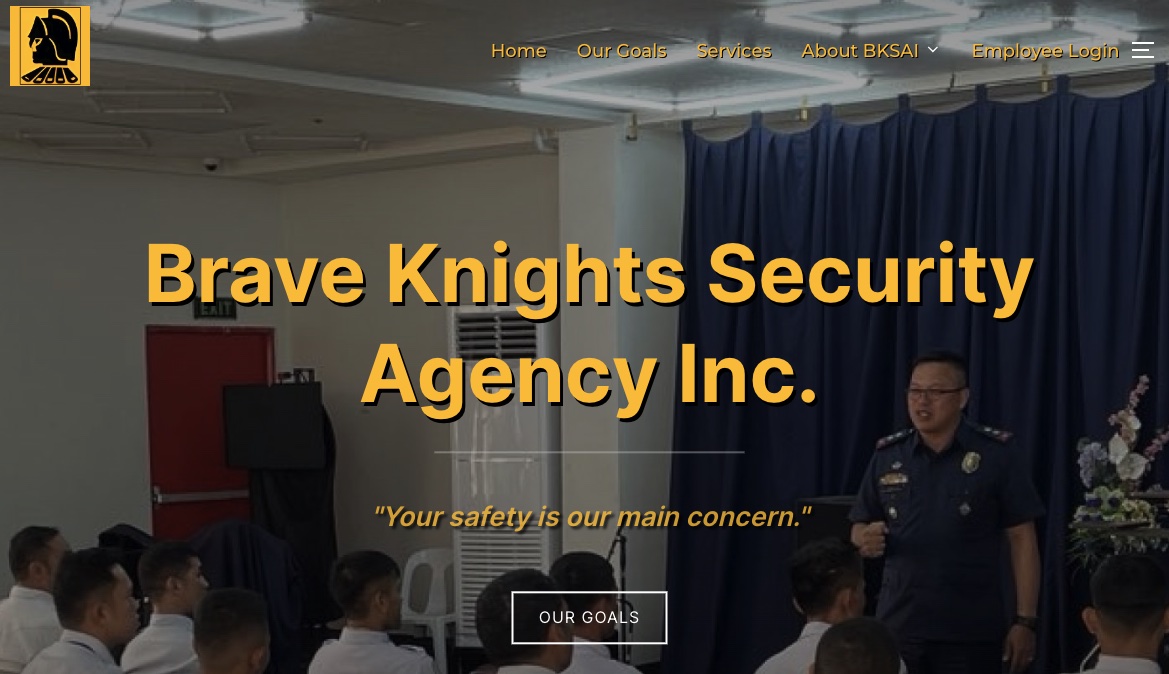 Home Our Goals Services About BKSAI Employee Login
Brave Knights Security
Agency Inc.
EXIT
"Your safety is our main concern."
OUR GOALS